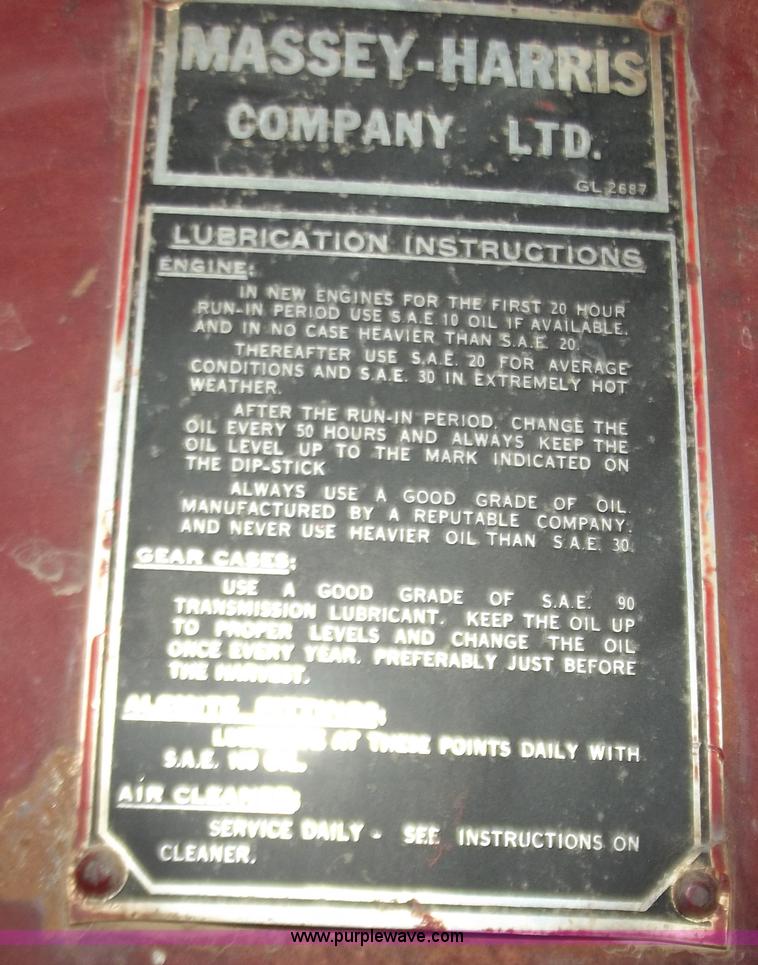 MASSEY-HARRIS
COMPANY LTD.
GL 2687
LUBRICATION INSTRUCTIONS
ENGINE:
IN NEW ENGINES FOR THE FIRST 20 HOUR
RUN-IN PERIOD USE S.A.E. 10 OIL IF AVAILABLE,
AND IN NO CASE HEAVIER THAN S.A.E. 20.
THEREAFTER USE S.A.E. 20 FOR AVERAGE
CONDITIONS AND S.A.E. 30 IN EXTREMELY HOT
WEATHER.
AFTER THE RUN-IN PERIOD, CHANGE THE
OIL EVERY 50 HOURS AND ALWAYS KEEP THE
OIL LEVEL UP TO THE MARK INDICATED ON
THE DIP-STICK
ALWAYS USE A GOOD GRADE OF OIL
MANUFACTURED BY A REPUTABLE COMPANY,
AND NEVER USE HEAVIER OIL THAN S.A.E. 30.
GEAR CASES:
USE A GOOD GRADE OF S.A.E. 90
TRANSMISSION LUBRICANT. KEEP THE OIL UP
TO PROPER LEVELS AND CHANGE THE OIL
ONCE EVERY YEAR, PREFERABLY JUST BEFORE
THE HARVEST.
AT THESE POINTS DAILY WITH
S.A.E. OIL.
AIR CLEANER:
SERVICE DAILY - SEE INSTRUCTIONS ON
CLEANER.
www.purplewave.com